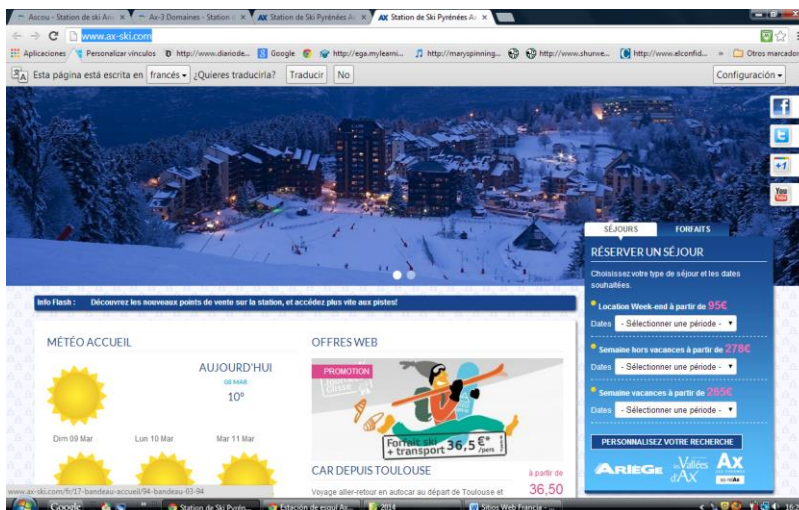 Ascou - Station de ski Ari
Ax-3 Domaines - Station d
Station de Ski Pyrénées Ax
Station de Ski Pyrénées Ax
www.ax-ski.com
Aplicaciones
Personalizar vínculos
http://www.diariode...
Google
http://ega.mylearni...
http://maryspinning...
http://www.shurwe...
http://www.elconfid...
Otros marcador
Esta página está escrita en francés ¿Quieres traducirla? Traducir No
Configuración
+1
You
SÉJOURS FORFAITS
RÉSERVER UN SÉJOUR
Choisissez votre type de séjour et les dates
souhaitées.
Location Week-end à partir de 95€
Dates - Sélectionner une période -
Semaine hors vacances à partir de 278€
Dates - Sélectionner une période -
Semaine vacances à partir de
Dates - Sélectionner une période -
PERSONNALISEZ VOTRE RECHERCHE
ARIÈGE
les Vallées d'AX
Ax
Info Flash : Découvrez les nouveaux points de vente sur la station, et accédez plus vite aux pistes!
MÉTÉO ACCUEIL
AUJOURD'HUI
08 MAR
10°
Dim 09 Mar
Lun 10 Mar
Mar 11 Mar
OFFRES WEB
PROMOTION
Forfait ski
+ transport 36,5 €*
/pers
CAR DEPUIS TOULOUSE
à partir de
36,50
Voyage aller-retour en autocar au départ de Toulouse et
www.ax-ski.com/fr/17-bandeau-accueil/94-bandeau-03-94
Google
Station de Ski Pyrén...
Estación de esquí Ax...
2014
Sitios Web Francia - ...